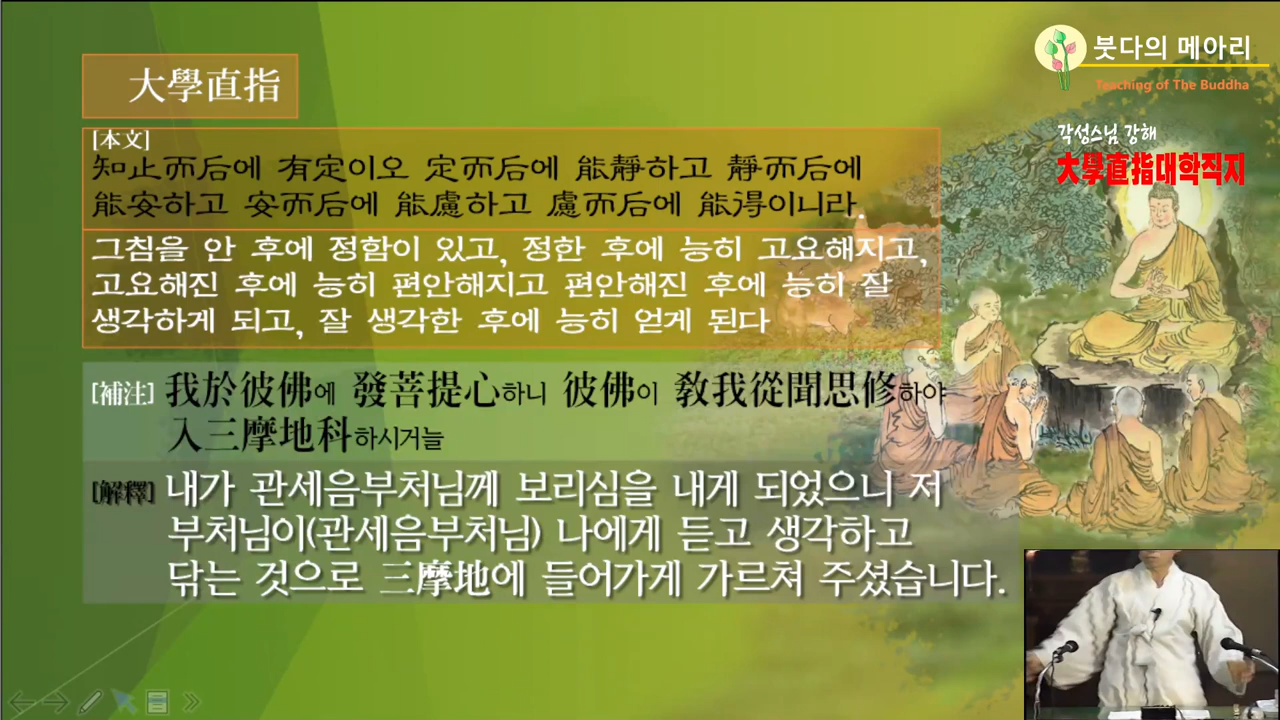 붓다의 메아리
Teaching of The Buddha
각성스님 강해
大學直指대학직지
大學直指
[本文]
知止而后에 有定이오 定而后에 能靜하고 靜而后에
能安하고 安而后에 能慮하고 慮而后에 能得이니라.
그침을 안 후에 정함이 있고, 정한 후에 능히 고요해지고,
고요해진 후에 능히 편안해지고 편안해진 후에 능히 잘
생각하게 되고, 잘 생각한 후에 능히 얻게 된다
[補注] 我於彼佛에 發菩提心하니 彼佛이 敎我從聞思修하야
入三摩地科하시거늘
[解釋] 내가 관세음부처님께 보리심을 내게 되었으니 저
부처님이(관세음부처님) 나에게 듣고 생각하고
닦는 것으로 三摩地에 들어가게 가르쳐 주셨습니다.